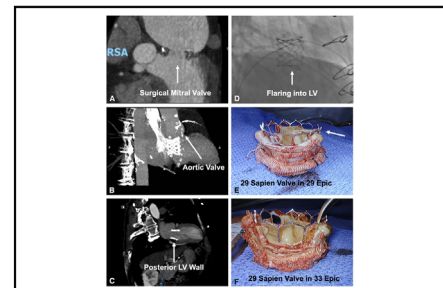 RSA
Surgical Mitral Valve
A
Aortic Valve
B
Posterior LV Wall
C
Flaring into LV
D
E
29 Sapien Valve in 29 Epic
29 Sapien Valve in 33 Epic
F